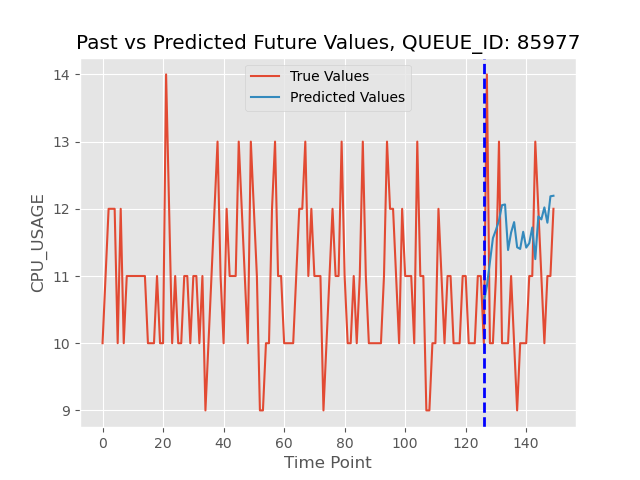 Past vs Predicted Future Values, QUEUE_ID: 85977
True Values
Predicted Values
CPU_USAGE
14
13
12
11
10
9
0 20 40 60 80 100 120 140
Time Point